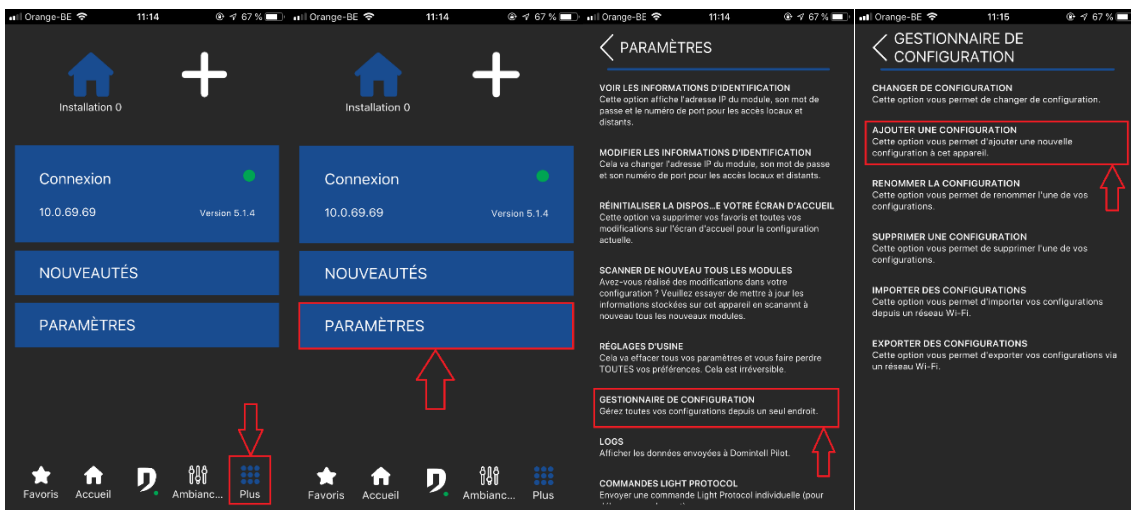 Orange-BE 11:14 67 %
Installation 0
Connexion
10.0.69.69 Version 5.1.4
NOUVEAUTÉS
PARAMÈTRES
Favoris Accueil Ambianc... Plus
Orange-BE 11:14 67 %
Installation 0
Connexion
10.0.69.69 Version 5.1.4
NOUVEAUTÉS
PARAMÈTRES
Favoris Accueil Ambianc... Plus
Orange-BE 11:14 67 %
PARAMÈTRES
VOIR LES INFORMATIONS D'IDENTIFICATION
Cette option affiche l'adresse IP du module, son mot de
passe et le numéro de port pour les accès locaux et
distants.
MODIFIER LES INFORMATIONS D'IDENTIFICATION
Cela va changer l'adresse IP du module, son mot de passe
et son numéro de port pour les accès locaux et distants.
RÉINITIALISER LA DISPOS...E VOTRE ÉCRAN D'ACCUEIL
Cette option va supprimer vos favoris et toutes vos
modifications sur l'écran d'accueil pour la configuration
actuelle.
SCANNER DE NOUVEAU TOUS LES MODULES
Avez-vous réalisé des modifications dans votre
configuration ? Veuillez essayer de mettre à jour les
informations stockées sur cet appareil en scanannt à
nouveau tous les nouveaux modules.
RÉGLAGES D'USINE
Cela va effacer tous vos paramètres et vous faire perdre
TOUTES vos préférences. Cela est irréversible.
GESTIONNAIRE DE CONFIGURATION
Gérez toutes vos configurations depuis un seul endroit.
LOGS
Afficher les données envoyées à Domintell Pilot.
COMMANDES LIGHT PROTOCOL
Envoyer une commande Light Protocol individuelle (pour
Orange-BE 11:15 67 %
GESTIONNAIRE DE
CONFIGURATION
CHANGER DE CONFIGURATION
Cette option vous permet de changer de configuration.
AJOUTER UNE CONFIGURATION
Cette option vous permet d'ajouter une nouvelle
configuration à cet appareil.
RENOMMER LA CONFIGURATION
Cette option vous permet de renommer l'une de vos
configurations.
SUPPRIMER UNE CONFIGURATION
Cette option vous permet de supprimer l'une de vos
configurations.
IMPORTER DES CONFIGURATIONS
Cette option vous permet d'importer vos configurations
depuis un réseau Wi-Fi.
EXPORTER DES CONFIGURATIONS
Cette option vous permet d'exporter vos configurations via
un réseau Wi-Fi.